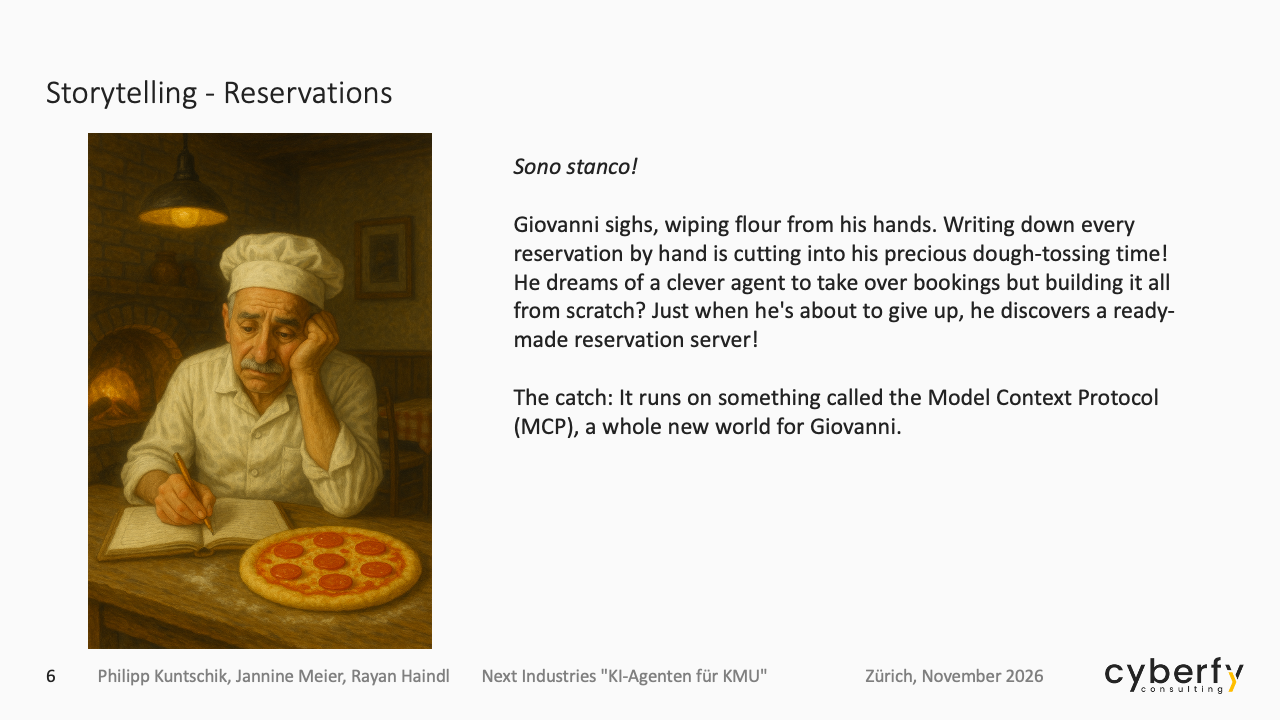 Storytelling - Reservations
Sono stanco!
Giovanni sighs, wiping flour from his hands. Writing down every
reservation by hand is cutting into his precious dough-tossing time!
He dreams of a clever agent to take over bookings but building it all
from scratch? Just when he's about to give up, he discovers a ready-
made reservation server!
The catch: It runs on something called the Model Context Protocol
(MCP), a whole new world for Giovanni.
6 Philipp Kuntschik, Jannine Meier, Rayan Haindl Next Industries "KI-Agenten für KMU" Zürich, November 2026
cyberfy
consulting